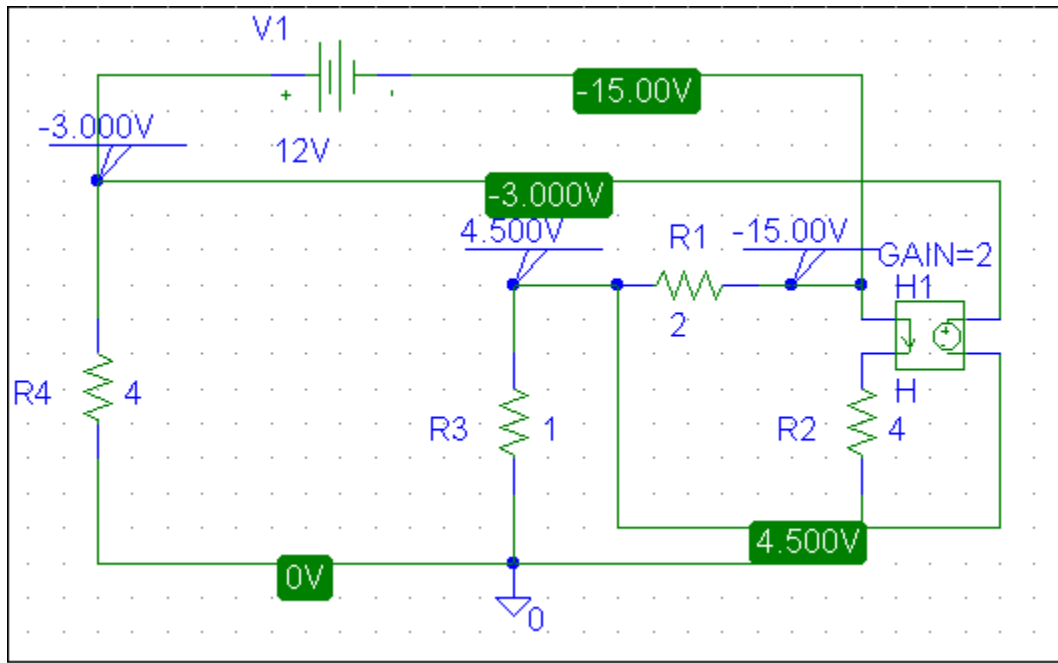 V1
+
-
-15.00V
-3.000V
12V
-3.000V
4.500V
R1
-15.00V
GAIN=2
H1
2
+
-
R4
4
R3
1
R2
4
H
4.500V
0V
0